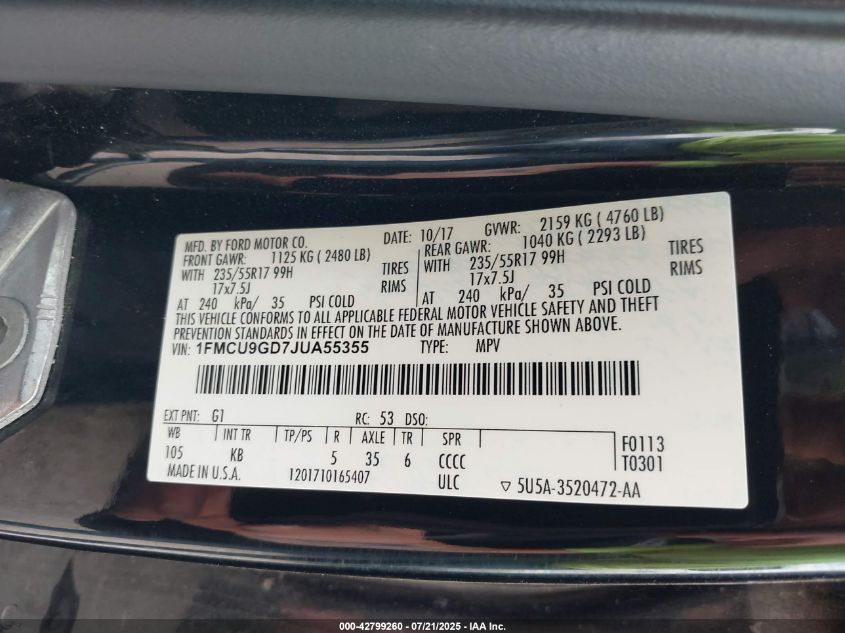 MFD. BY FORD MOTOR CO. DATE: 10/17 GVWR: 2159 KG ( 4760 LB)
FRONT GAWR: 1125 KG ( 2480 LB) REAR GAWR: 1040 KG ( 2293 LB)
WITH 235/55R17 99H TIRES WITH 235/55R17 99H TIRES
17x7.5J RIMS 17x7.5J RIMS
AT 240 kPa/ 35 PSI COLD AT 240 kPa/ 35 PSI COLD
THIS VEHICLE CONFORMS TO ALL APPLICABLE FEDERAL MOTOR VEHICLE SAFETY AND THEFT
PREVENTION STANDARDS IN EFFECT ON THE DATE OF MANUFACTURE SHOWN ABOVE.
VIN: 1FMCU9GD7JUA55355 TYPE: MPV
EXT PNT: G1 RC: 53 DSO:
WB INT TR TP/PS R AXLE TR SPR F0113
105 KB 5 35 6 CCCC T0301
MADE IN U.S.A. 1201710165407 ULC ▽ 5U5A-3520472-AA
000-42799260 - 07/21/2025 - IAA Inc.